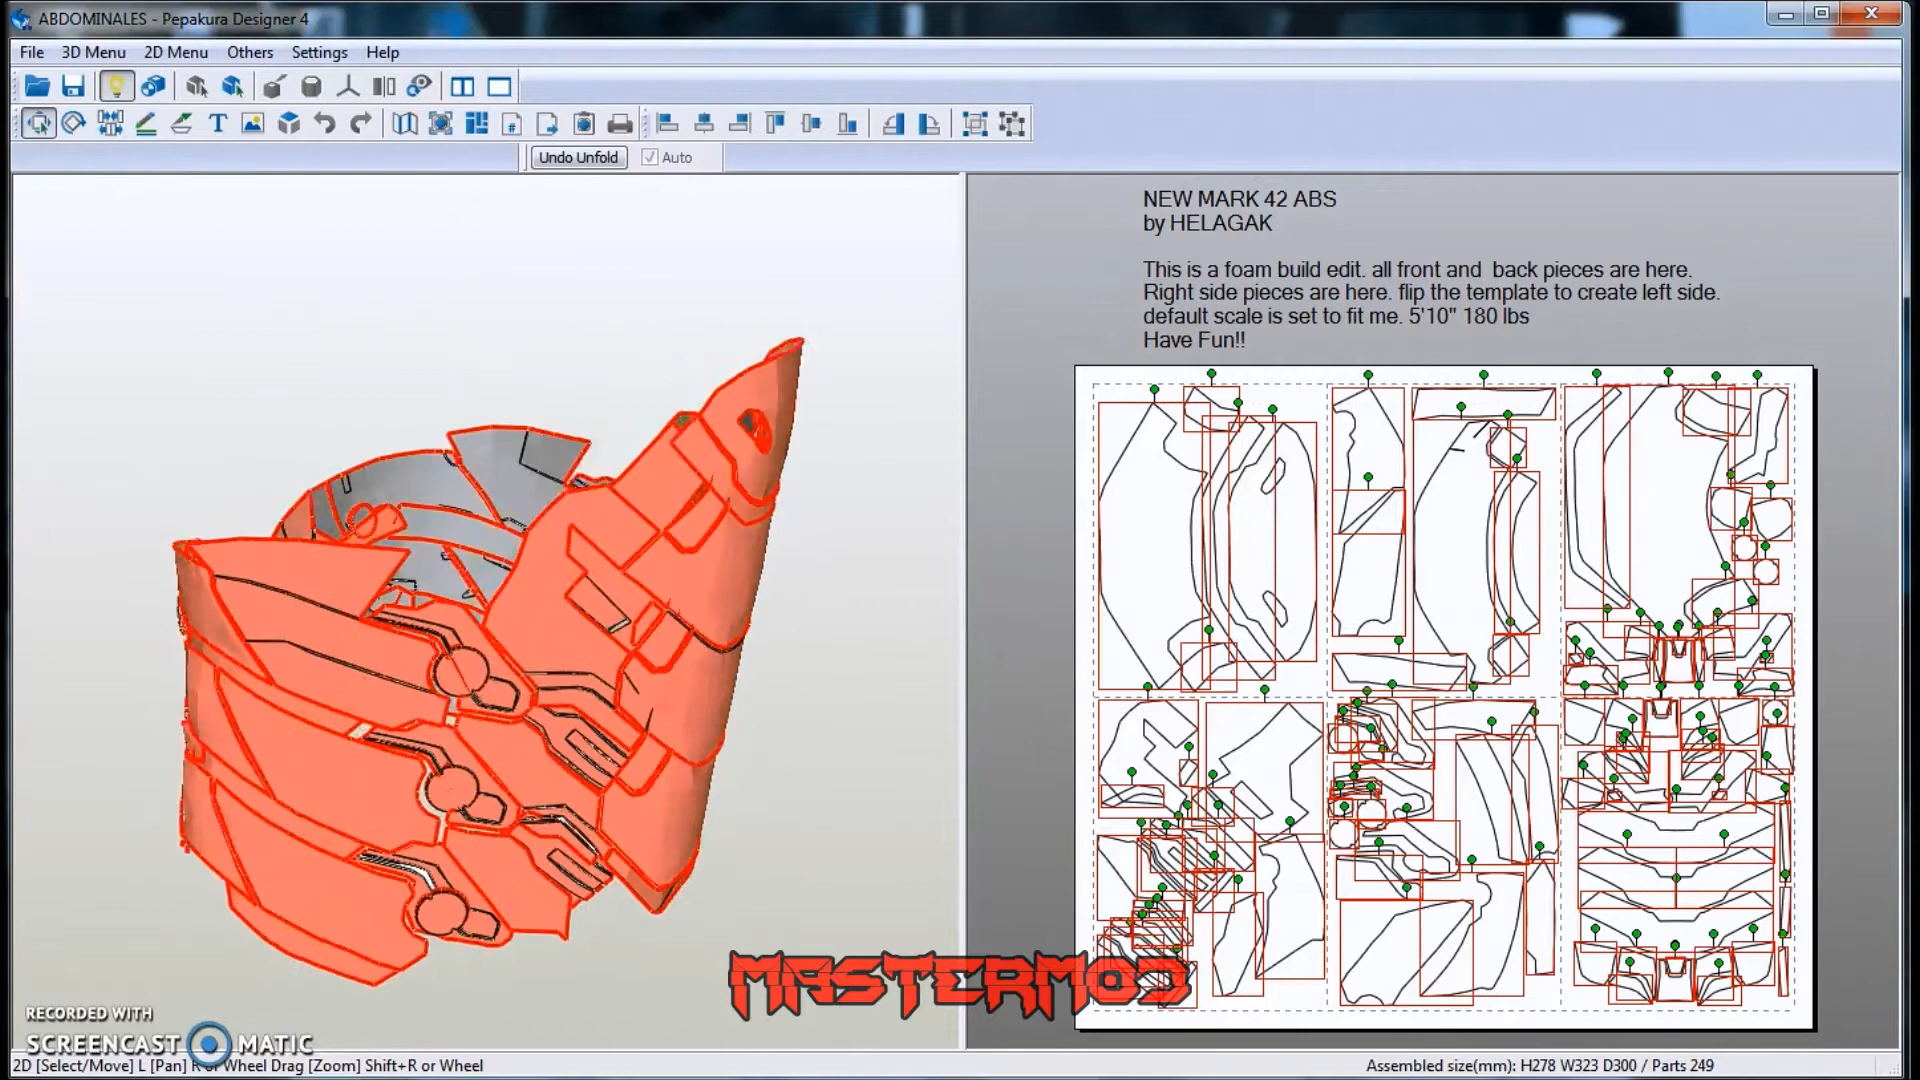 ABDOMINALES - Pepakura Designer 4
File 3D Menu 2D Menu Others Settings Help
Undo Unfold Auto
NEW MARK 42 ABS
by HELAGAK
This is a foam build edit. all front and back pieces are here.
Right side pieces are here. flip the template to create left side.
default scale is set to fit me. 5'10" 180 lbs
Have Fun!!
MASTERMOD
RECORDED WITH
SCREENCAST MATIC
2D [Select/Move] L [Pan] R or Wheel Drag [Zoom] Shift+R or Wheel
Assembled size(mm): H278 W323 D300 / Parts 249